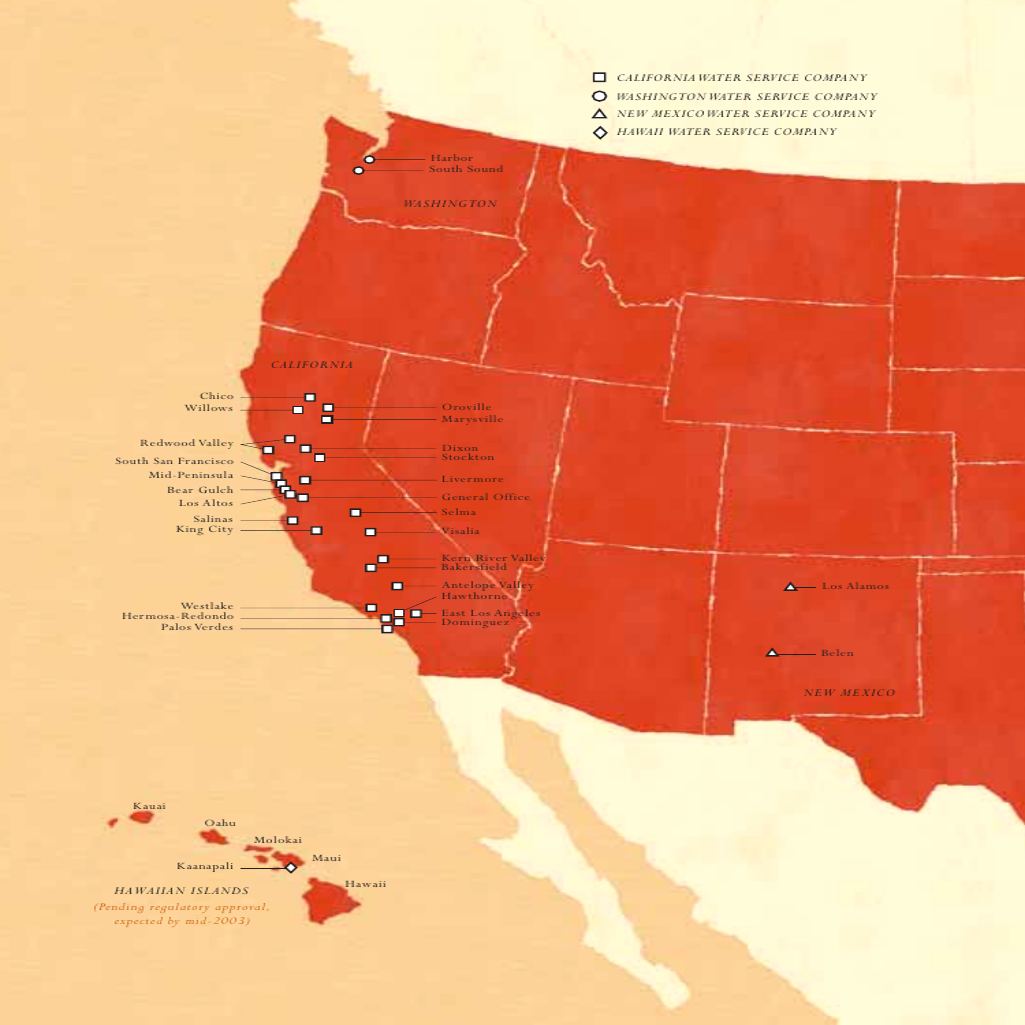 CALIFORNIA WATER SERVICE COMPANY
WASHINGTON WATER SERVICE COMPANY
NEW MEXICO WATER SERVICE COMPANY
HAWAII WATER SERVICE COMPANY
Harbor
South Sound
WASHINGTON
CALIFORNIA
Chico
Willows
Oroville
Marysville
Redwood Valley
Dixon
Stockton
South San Francisco
Mid-Peninsula
Livermore
Bear Gulch
General Office
Los Altos
Selma
Salinas
King City
Visalia
Kern River Valley
Bakersfield
Antelope Valley
Hawthorne
Westlake
East Los Angeles
Hermosa-Redondo
Dominguez
Palos Verdes
Los Alamos
Belen
NEW MEXICO
Kauai
Oahu
Molokai
Maui
Kaanapali
Hawaii
HAWAIIAN ISLANDS
(Pending regulatory approval,
expected by mid-2003)